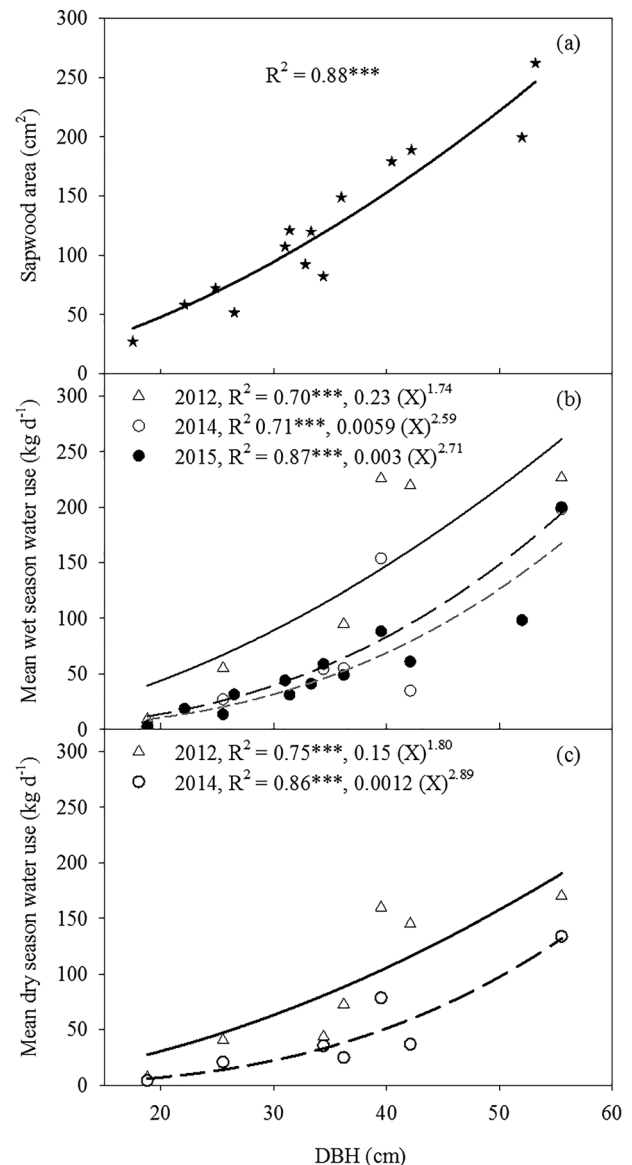 300
(a)
R² = 0.88***
250
200
150
100
50
0
Sapwood area (cm²)
300
2012, R² = 0.70***, 0.23 (X)^1.74
(b)
2014, R² 0.71***, 0.0059 (X)^2.59
2015, R² = 0.87***, 0.003 (X)^2.71
250
200
150
100
50
0
Mean wet season water use (kg d⁻¹)
300
2012, R² = 0.75***, 0.15 (X)^1.80
(c)
2014, R² = 0.86***, 0.0012 (X)^2.89
250
200
150
100
50
0
Mean dry season water use (kg d⁻¹)
20 30 40 50 60
DBH (cm)